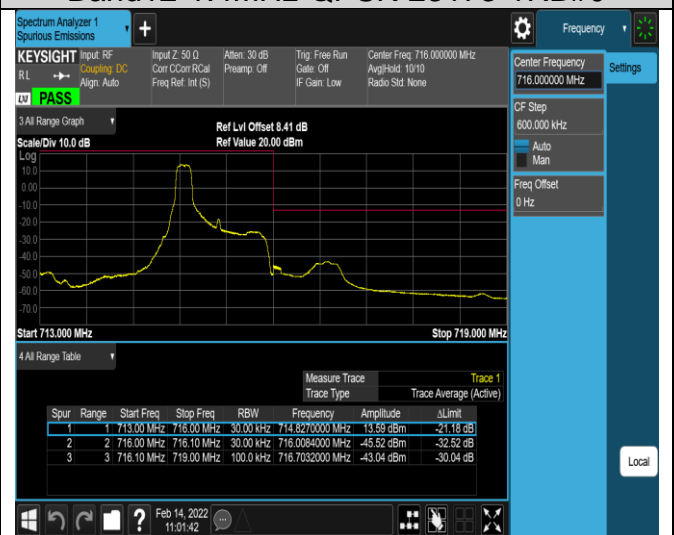 Spectrum Analyzer 1
Spurious Emissions
+
Frequency
KEYSIGHT
R L
LXI
PASS
Input: RF
Coupling: DC
Align: Auto
Input Z: 50 Ω
Corr CCorr RCal
Freq Ref: Int (S)
Atten: 30 dB
Preamp: Off
Trig: Free Run
Gate: Off
IF Gain: Low
Center Freq: 716.000000 MHz
Avg|Hold: 10/10
Radio Std: None
Center Frequency
716.000000 MHz
Settings
CF Step
600.000 kHz
Auto
Man
Freq Offset
0 Hz
3 All Range Graph
Scale/Div 10.0 dB
Ref Lvl Offset 8.41 dB
Ref Value 20.00 dBm
Log
10.0
0.00
-10.0
-20.0
-30.0
-40.0
-50.0
-60.0
-70.0
Start 713.000 MHz
Stop 719.000 MHz
4 All Range Table
Measure Trace Trace 1
Trace Type Trace Average (Active)
Spur Range Start Freq Stop Freq RBW Frequency Amplitude ΔLimit
1 1 713.00 MHz 716.00 MHz 30.00 kHz 714.8270000 MHz 13.59 dBm -21.18 dB
2 2 716.00 MHz 716.10 MHz 30.00 kHz 716.0084000 MHz -45.52 dBm -32.52 dB
3 3 716.10 MHz 719.00 MHz 100.0 kHz 716.7032000 MHz -43.04 dBm -30.04 dB
Local
?
Feb 14, 2022
11:01:42